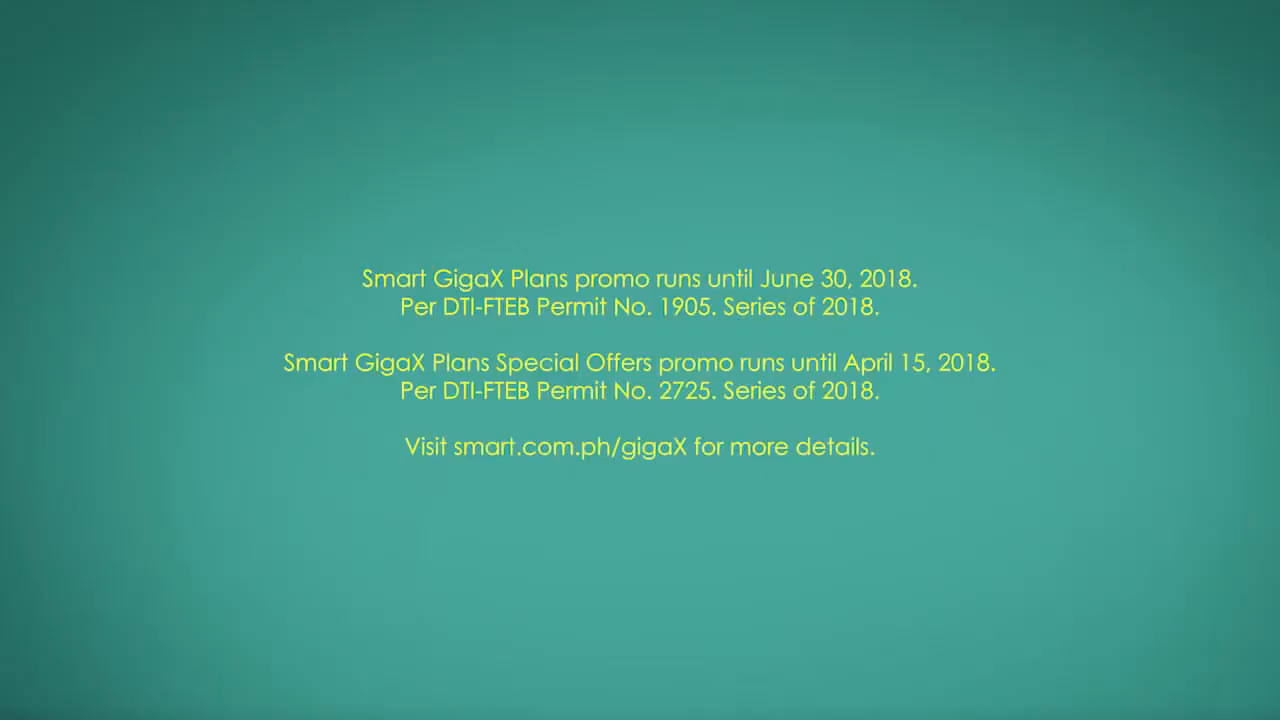 Smart GigaX Plans promo runs until June 30, 2018.
Per DTI-FTEB Permit No. 1905. Series of 2018.
Smart GigaX Plans Special Offers promo runs until April 15, 2018.
Per DTI-FTEB Permit No. 2725. Series of 2018.
Visit smart.com.ph/gigaX for more details.